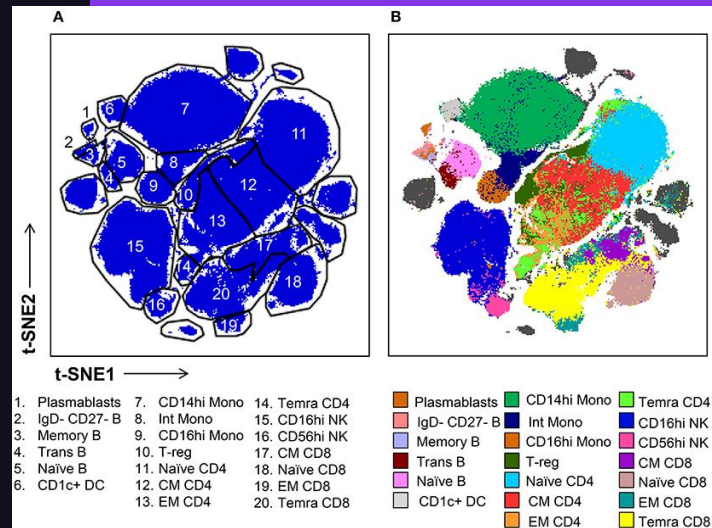 A
B
1
2
3
4
5
6
7
8
9
10
11
12
13
14
15
16
17
18
19
20
t-SNE2
t-SNE1
1. Plasmablasts
2. IgD- CD27- B
3. Memory B
4. Trans B
5. Naïve B
6. CD1c+ DC
7. CD14hi Mono
8. Int Mono
9. CD16hi Mono
10. T-reg
11. Naïve CD4
12. CM CD4
13. EM CD4
14. Temra CD4
15. CD16hi NK
16. CD56hi NK
17. CM CD8
18. Naïve CD8
19. EM CD8
20. Temra CD8
Plasmablasts
IgD- CD27- B
Memory B
Trans B
Naïve B
CD1c+ DC
CD14hi Mono
Int Mono
CD16hi Mono
T-reg
Naïve CD4
CM CD4
EM CD4
Temra CD4
CD16hi NK
CD56hi NK
CM CD8
Naïve CD8
EM CD8
Temra CD8